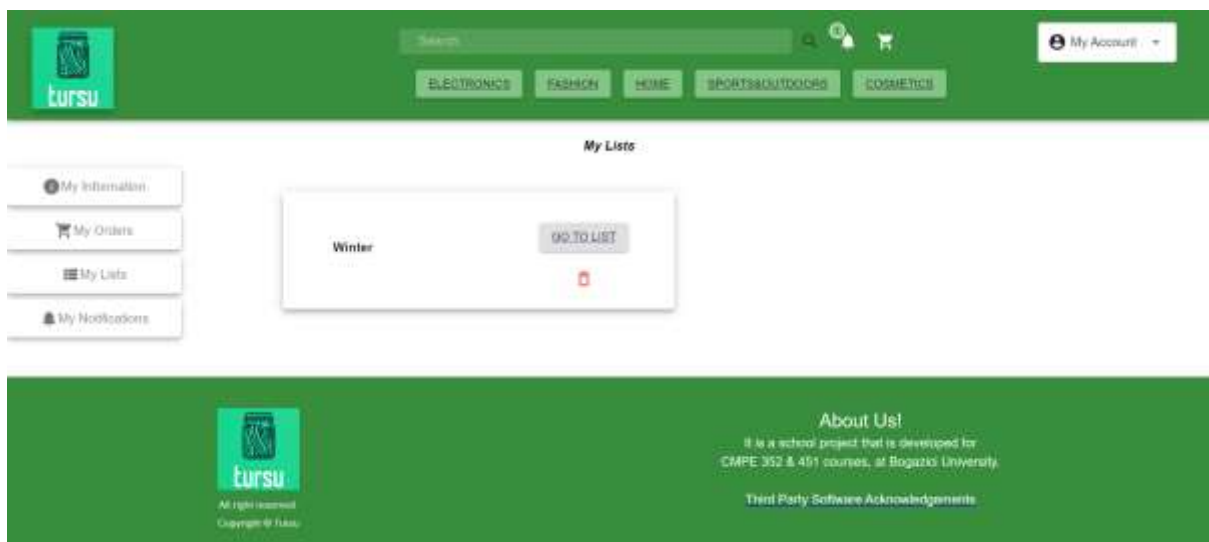 tursu
Search
My Account
ELECTRONICS FASHION HOME SPORTS&OUTDOORS COSMETICS
My Lists
My Information
My Orders
My Lists
My Notifications
Winter
GO TO LIST
tursu
All right reserved
Copyright © Tursu
About Us!
It is a school project that is developed for
CMPE 352 & 451 courses, at Bogazici University.
Third Party Software Acknowledgements